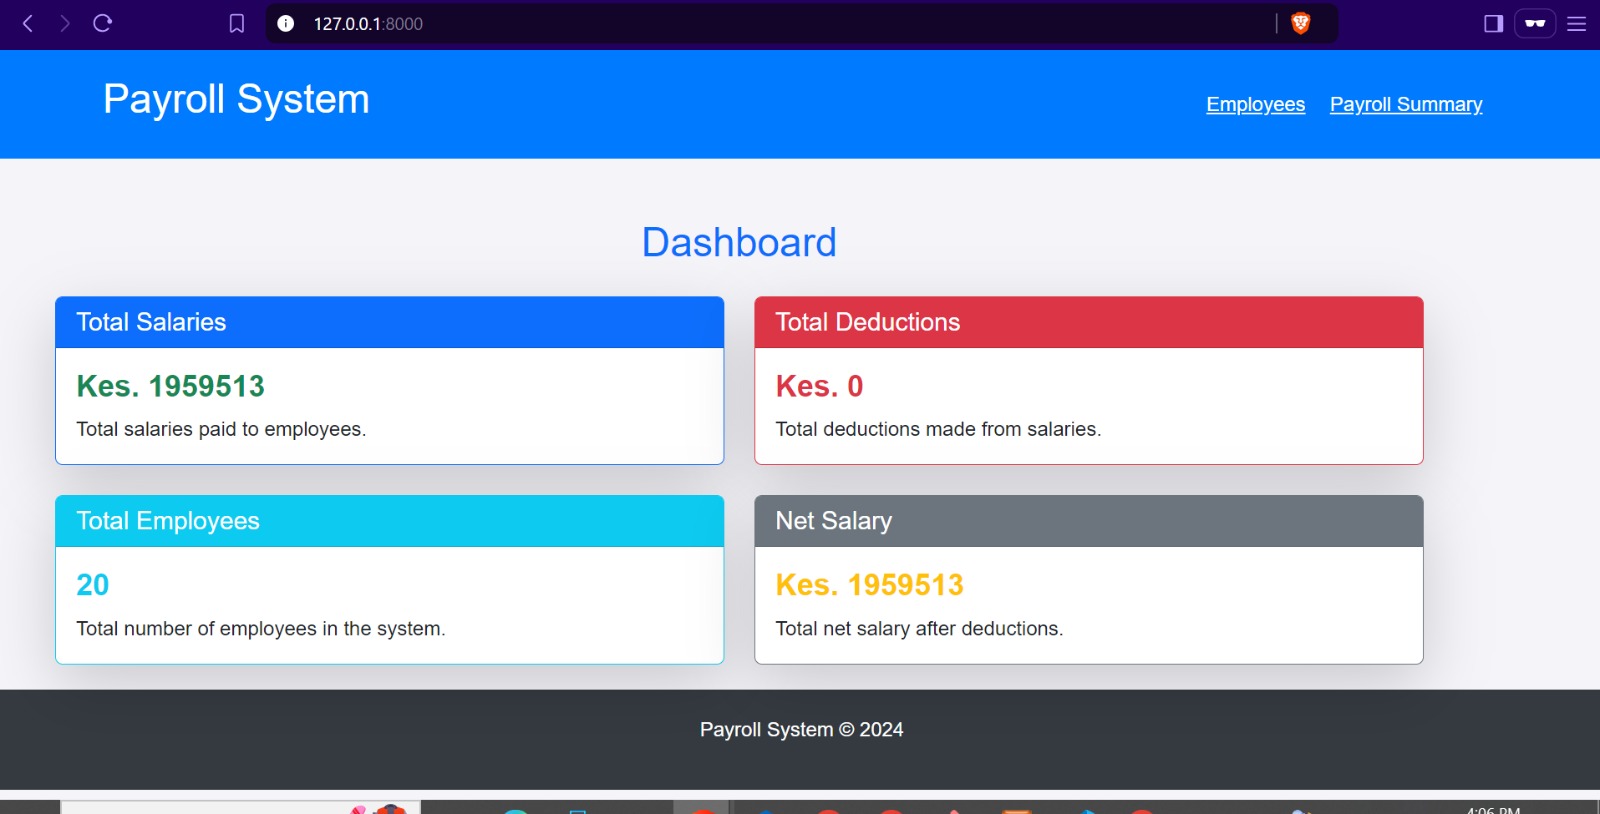 127.0.0.1:8000
Payroll System
Employees Payroll Summary
Dashboard
Total Salaries
Kes. 1959513
Total salaries paid to employees.
Total Deductions
Kes. 0
Total deductions made from salaries.
Total Employees
20
Total number of employees in the system.
Net Salary
Kes. 1959513
Total net salary after deductions.
Payroll System © 2024
4:06 PM